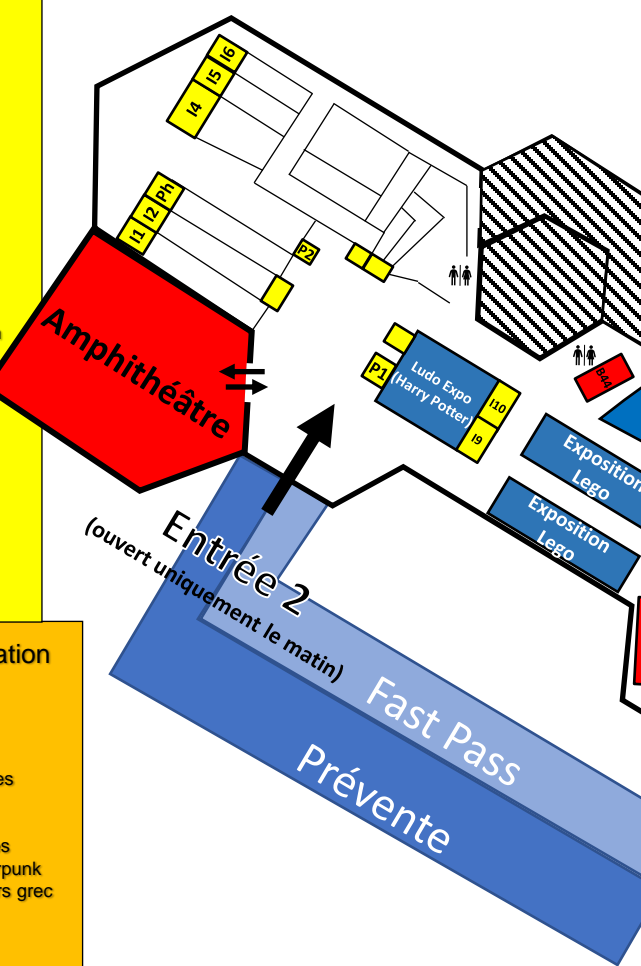 I6
I5
I4
Ph
I2
I1
P2
Amphithéâtre
P1
Ludo Expo
(Harry Potter)
I10
I9
B44
Exposition
Lego
Exposition
Lego
Entrée 2
(ouvert uniquement le matin)
Fast Pass
Prévente
ation
es
es
rpunk
rs grec